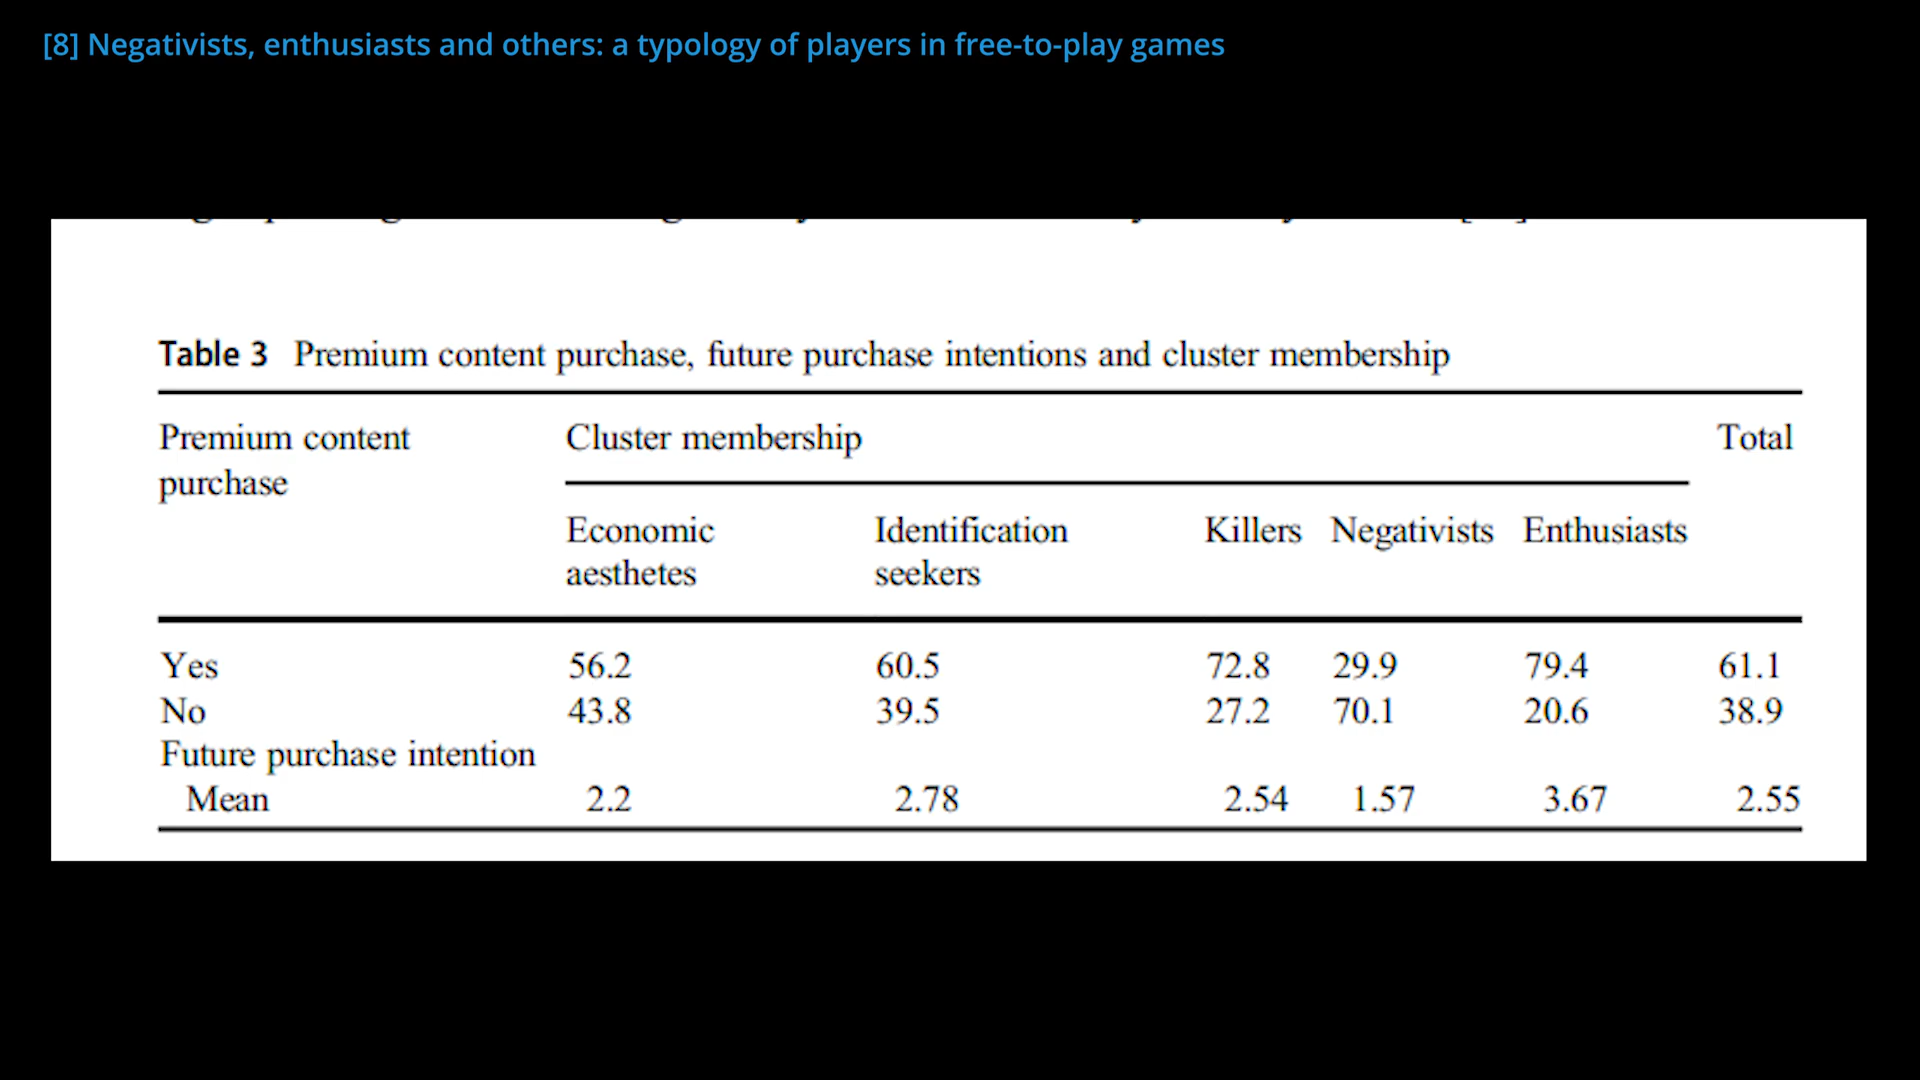 [8] Negativists, enthusiasts and others: a typology of players in free-to-play games
Table 3 Premium content purchase, future purchase intentions and cluster membership
Premium content purchase Cluster membership Total
Economic aesthetes Identification seekers Killers Negativists Enthusiasts
Yes 56.2 60.5 72.8 29.9 79.4 61.1
No 43.8 39.5 27.2 70.1 20.6 38.9
Future purchase intention
Mean 2.2 2.78 2.54 1.57 3.67 2.55